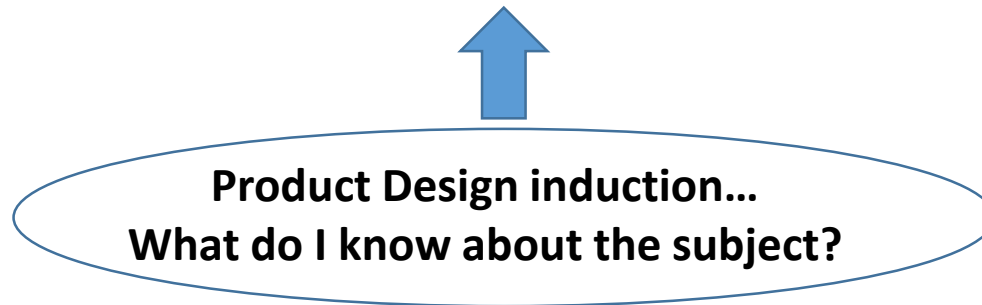 Product Design induction…
What do I know about the subject?